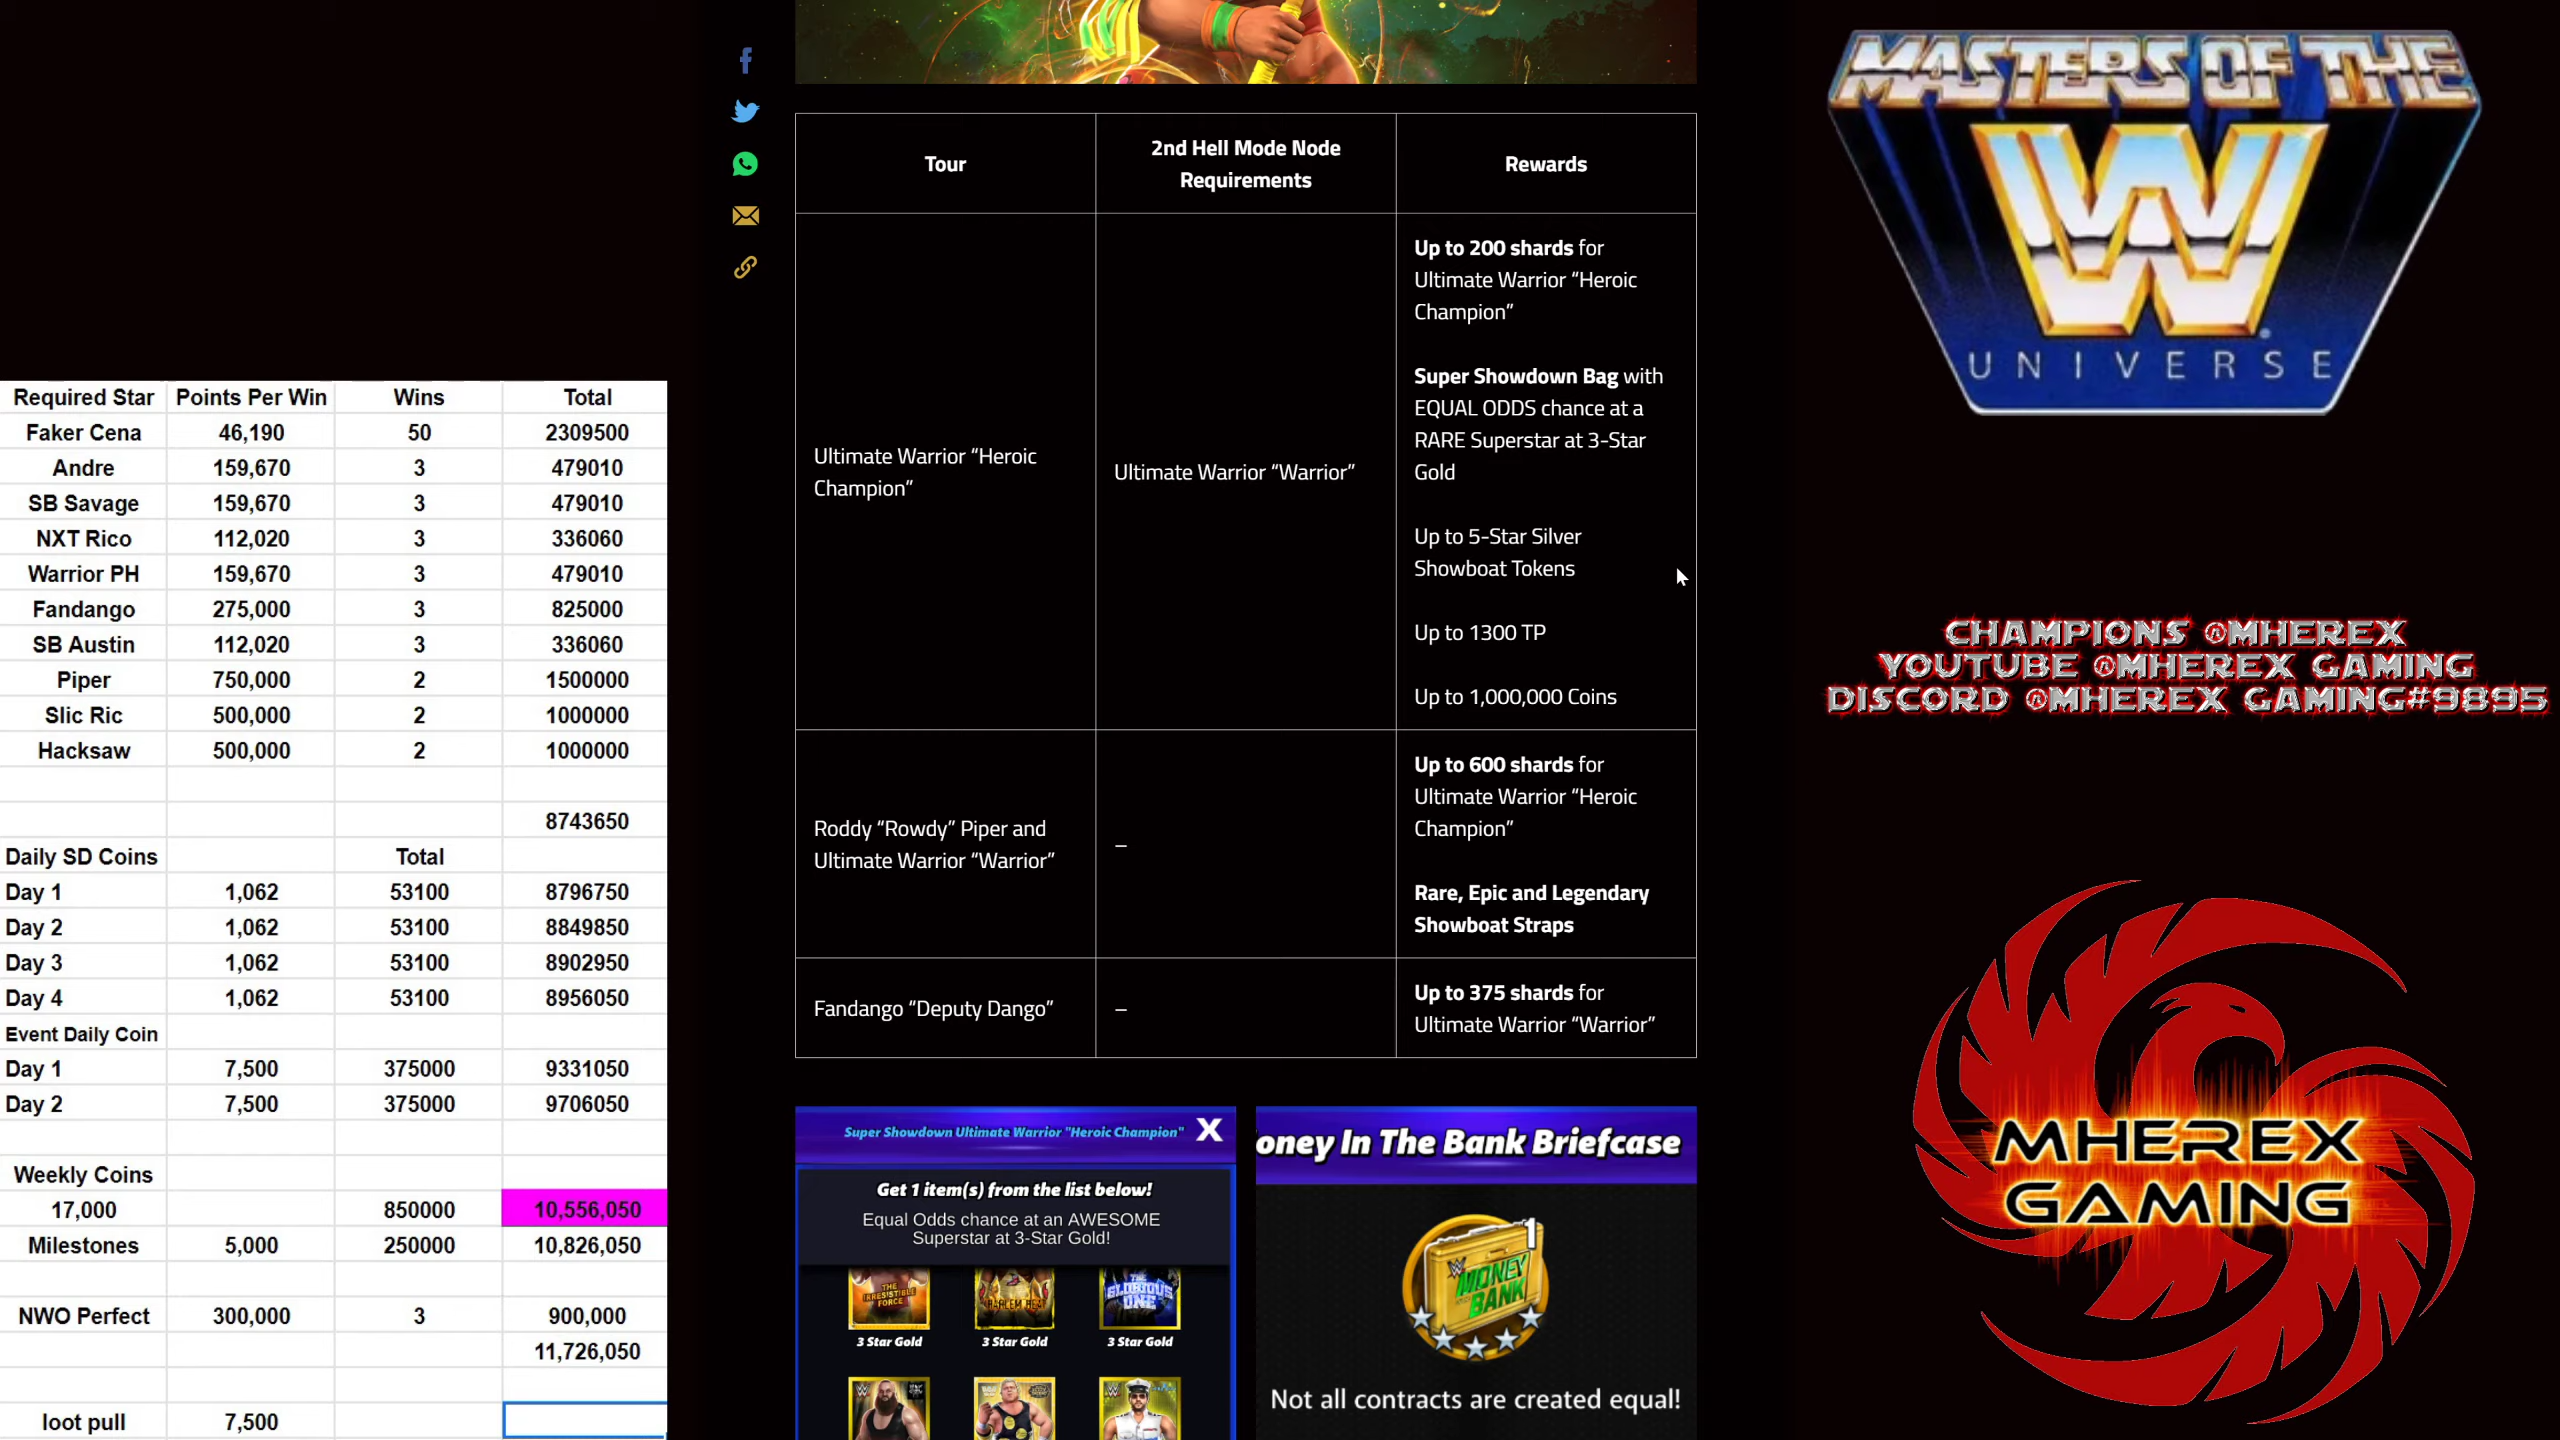 Required Star Points Per Win Wins Total
Faker Cena 46,190 50 2309500
Andre 159,670 3 479010
SB Savage 159,670 3 479010
NXT Rico 112,020 3 336060
Warrior PH 159,670 3 479010
Fandango 275,000 3 825000
SB Austin 112,020 3 336060
Piper 750,000 2 1500000
Slic Ric 500,000 2 1000000
Hacksaw 500,000 2 1000000
8743650
Daily SD Coins Total
Day 1 1,062 53100 8796750
Day 2 1,062 53100 8849850
Day 3 1,062 53100 8902950
Day 4 1,062 53100 8956050
Event Daily Coin
Day 1 7,500 375000 9331050
Day 2 7,500 375000 9706050
Weekly Coins
17,000 850000 10,556,050
Milestones 5,000 250000 10,826,050
NWO Perfect 300,000 3 900,000
11,726,050
loot pull 7,500
Tour
2nd Hell Mode Node
Requirements
Rewards
Ultimate Warrior “Heroic
Champion”
Ultimate Warrior “Warrior”
Up to 200 shards for
Ultimate Warrior “Heroic
Champion”
Super Showdown Bag with
EQUAL ODDS chance at a
RARE Superstar at 3-Star
Gold
Up to 5-Star Silver
Showboat Tokens
Up to 1300 TP
Up to 1,000,000 Coins
Roddy “Rowdy” Piper and
Ultimate Warrior “Warrior”
–
Up to 600 shards for
Ultimate Warrior “Heroic
Champion”
Rare, Epic and Legendary
Showboat Straps
Fandango “Deputy Dango”
–
Up to 375 shards for
Ultimate Warrior “Warrior”
Super Showdown Ultimate Warrior "Heroic Champion" X
Get 1 item(s) from the list below!
Equal Odds chance at an AWESOME
Superstar at 3-Star Gold!
THE IRRESISTIBLE FORCE
HARLEM HEAT
THE GLORIOUS ONE
3 Star Gold 3 Star Gold 3 Star Gold
oney In The Bank Briefcase
1
MONEY
BANK
Not all contracts are created equal!
MASTERS OF THE
W
UNIVERSE
CHAMPIONS @MHEREX
YOUTUBE @MHEREX GAMING
DISCORD @MHEREX GAMING#9895
MHEREX
GAMING